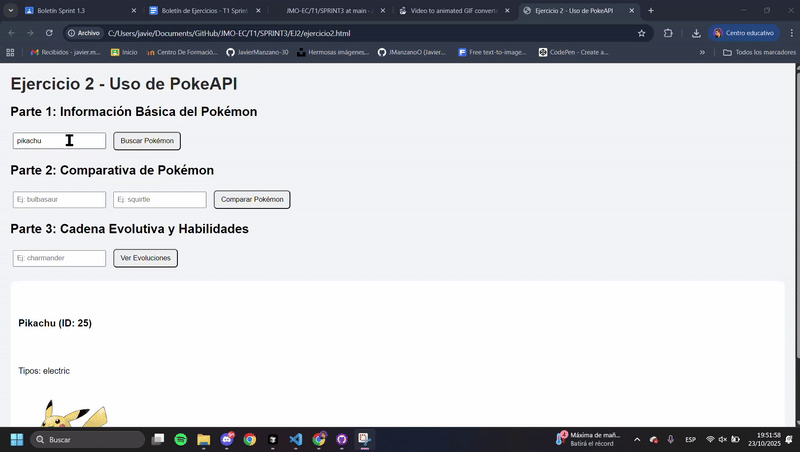 Boletín Sprint 1.3
Boletín de Ejercicios - T1 Sprin
JMO-EC/T1/SPRINT3 at main · J
Video to animated GIF convert
Ejercicio 2 - Uso de PokeAPI
Archivo
C:/Users/javie/Documents/GitHub/JMO-EC/T1/SPRINT3/EJ2/ejercicio2.html
Centro educativo
Recibidos - javier.m...
Inicio
Centro De Formació...
JavierManzano-30
Hermosas imágenes...
JManzanoO (Javier...
Free text-to-image...
CodePen - Create a...
Todos los marcadores
Ejercicio 2 - Uso de PokeAPI
Parte 1: Información Básica del Pokémon
pikachu
Buscar Pokémon
Parte 2: Comparativa de Pokémon
Ej: bulbasaur
Ej: squirtle
Comparar Pokémon
Parte 3: Cadena Evolutiva y Habilidades
Ej: charmander
Ver Evoluciones
Pikachu (ID: 25)
Tipos: electric
Buscar
Máxima de mañ...
Batirá el récord
ESP
19:51:58
23/10/2025